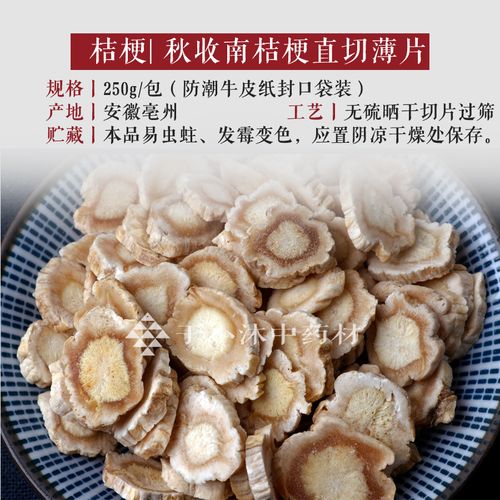 桔梗| 秋收南桔梗直切薄片
规格 | 250g/包（防潮牛皮纸封口袋装）
产地 | 安徽亳州 工艺 | 无硫晒干切片过筛
贮藏 | 本品易虫蛀、发霉变色，应置阴凉干燥处保存。
于小沐中药材